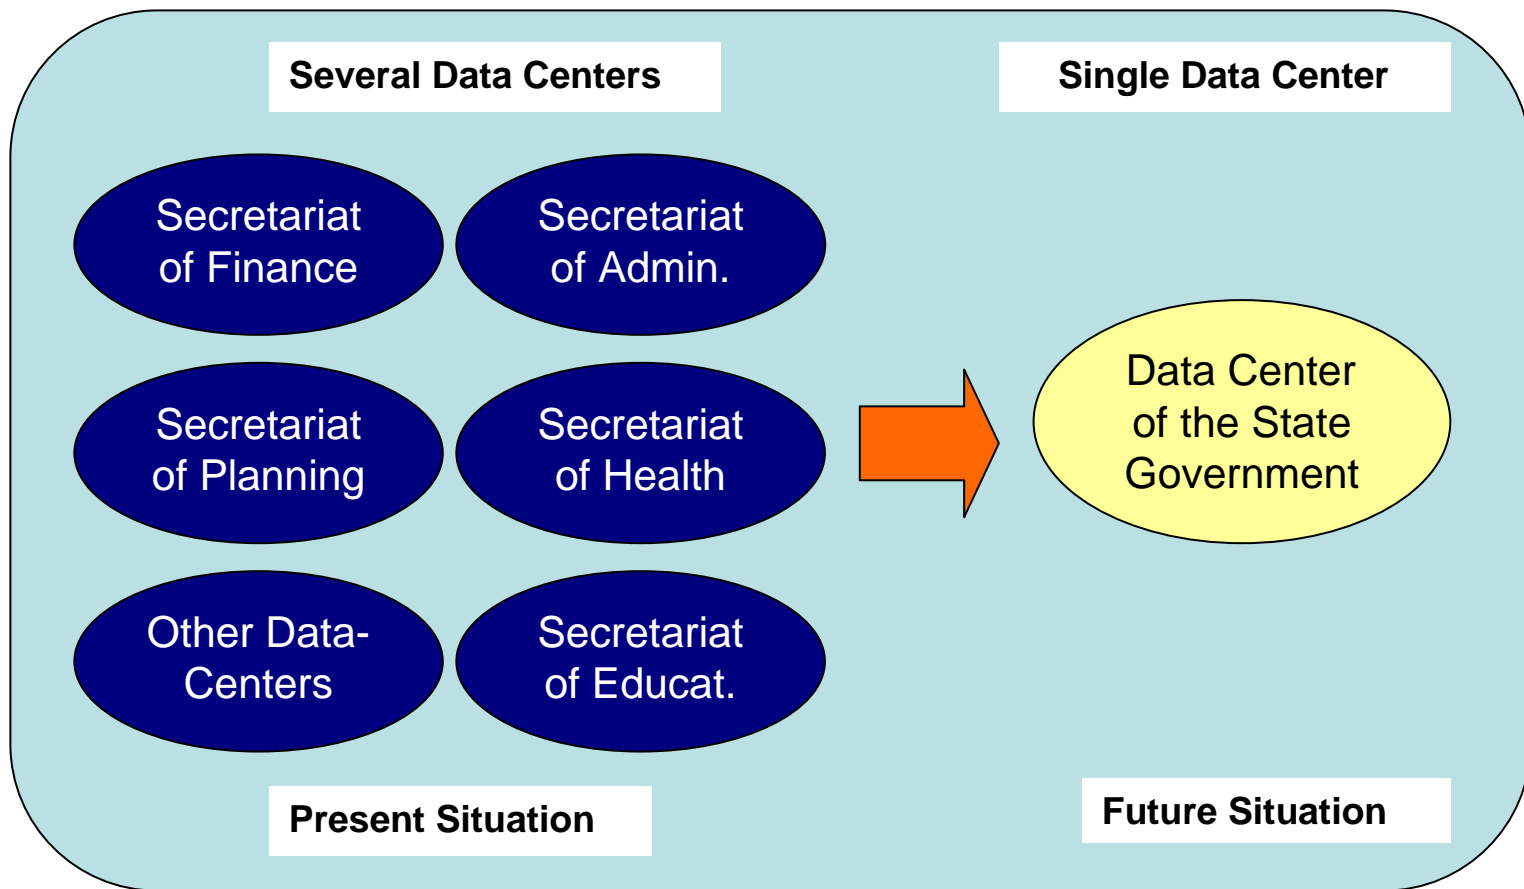 Several Data Centers
Single Data Center
Secretariat
of Finance
Secretariat
of Admin.
Secretariat
of Planning
Secretariat
of Health
Data Center
of the State
Government
Other Data-
Centers
Secretariat
of Educat.
Present Situation
Future Situation